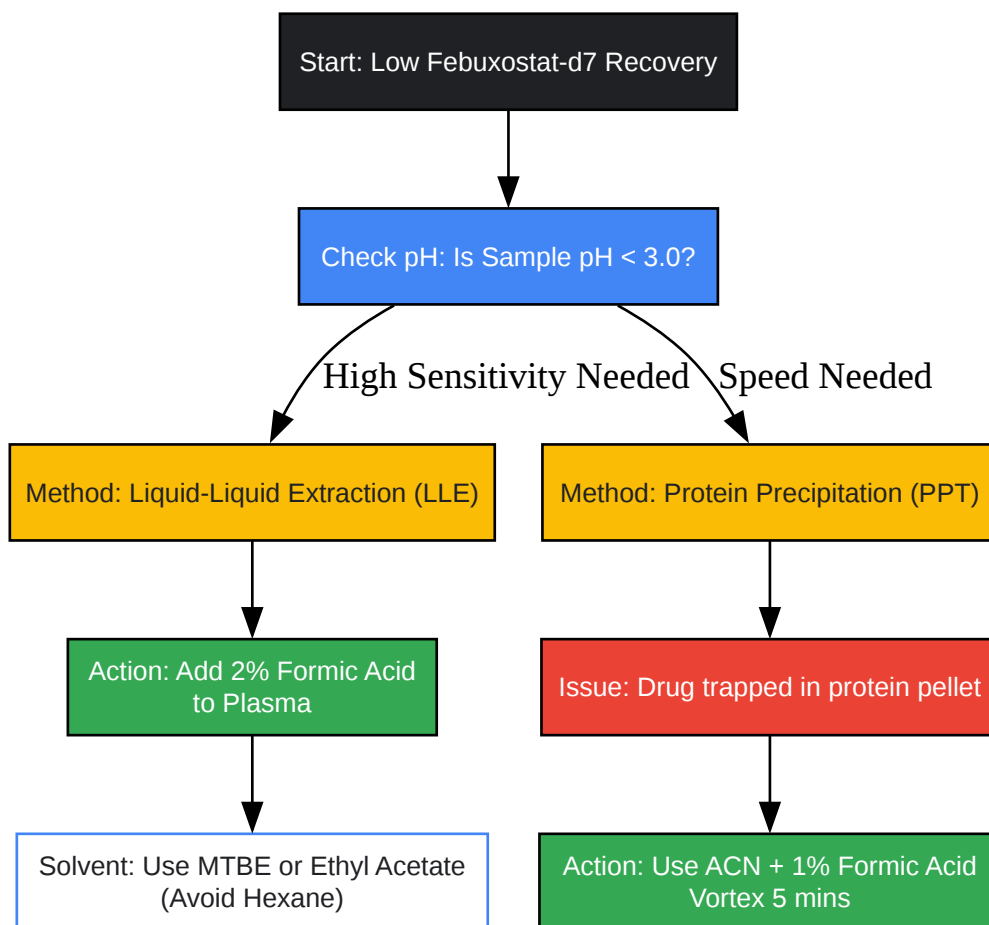 Start: Low Febuxostat-d7 Recovery
Check pH: Is Sample pH < 3.0?
High Sensitivity Needed
Speed Needed
Method: Liquid-Liquid Extraction (LLE)
Method: Protein Precipitation (PPT)
Action: Add 2% Formic Acid
to Plasma
Issue: Drug trapped in protein pellet
Solvent: Use MTBE or Ethyl Acetate
(Avoid Hexane)
Action: Use ACN + 1% Formic Acid
Vortex 5 mins